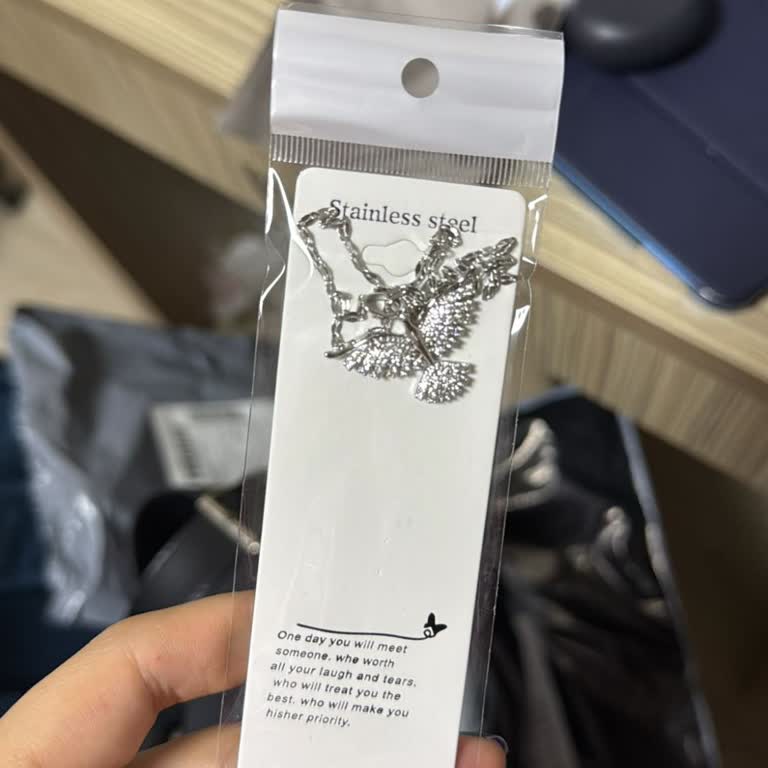 Stainless steel
One day you will meet
someone. whe worth
all your laugh and tears.
who will treat you the
best. who will make you
hisher priority.